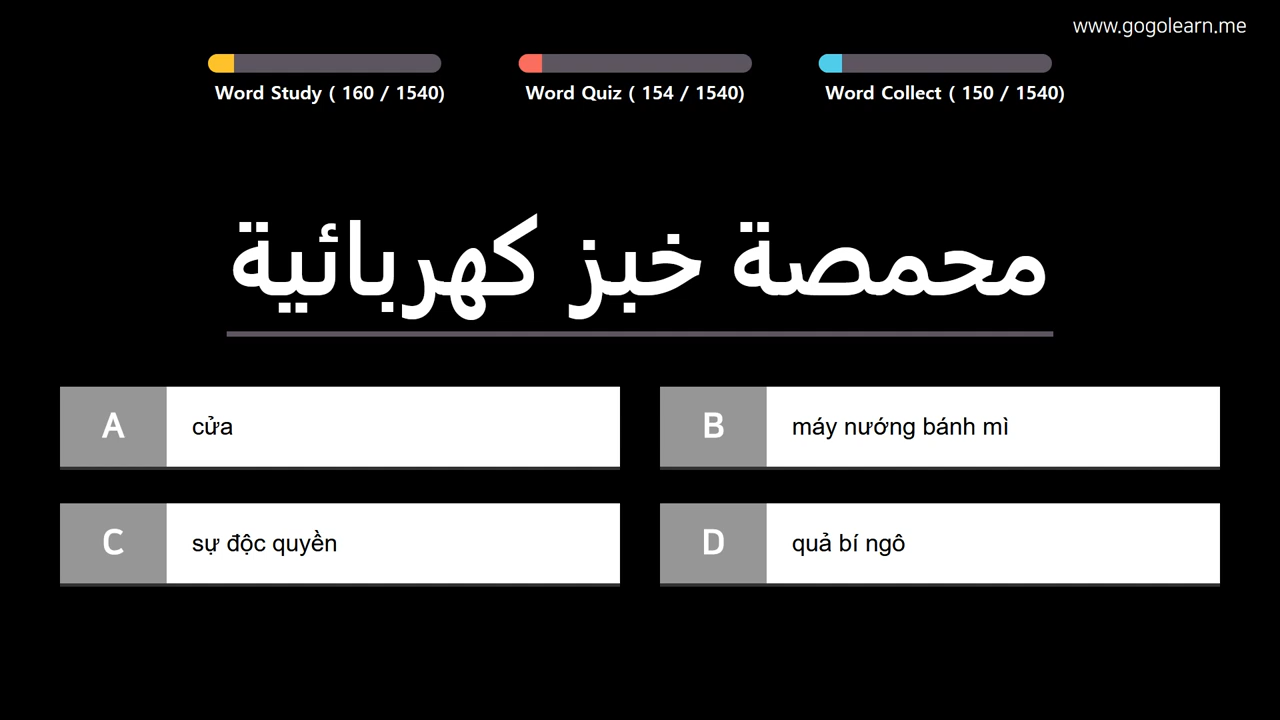 www.gogolearn.me
Word Study ( 160 / 1540)
Word Quiz ( 154 / 1540)
Word Collect ( 150 / 1540)
محمصة خبز كهربائية
A
cửa
B
máy nướng bánh mì
C
sự độc quyền
D
quả bí ngô